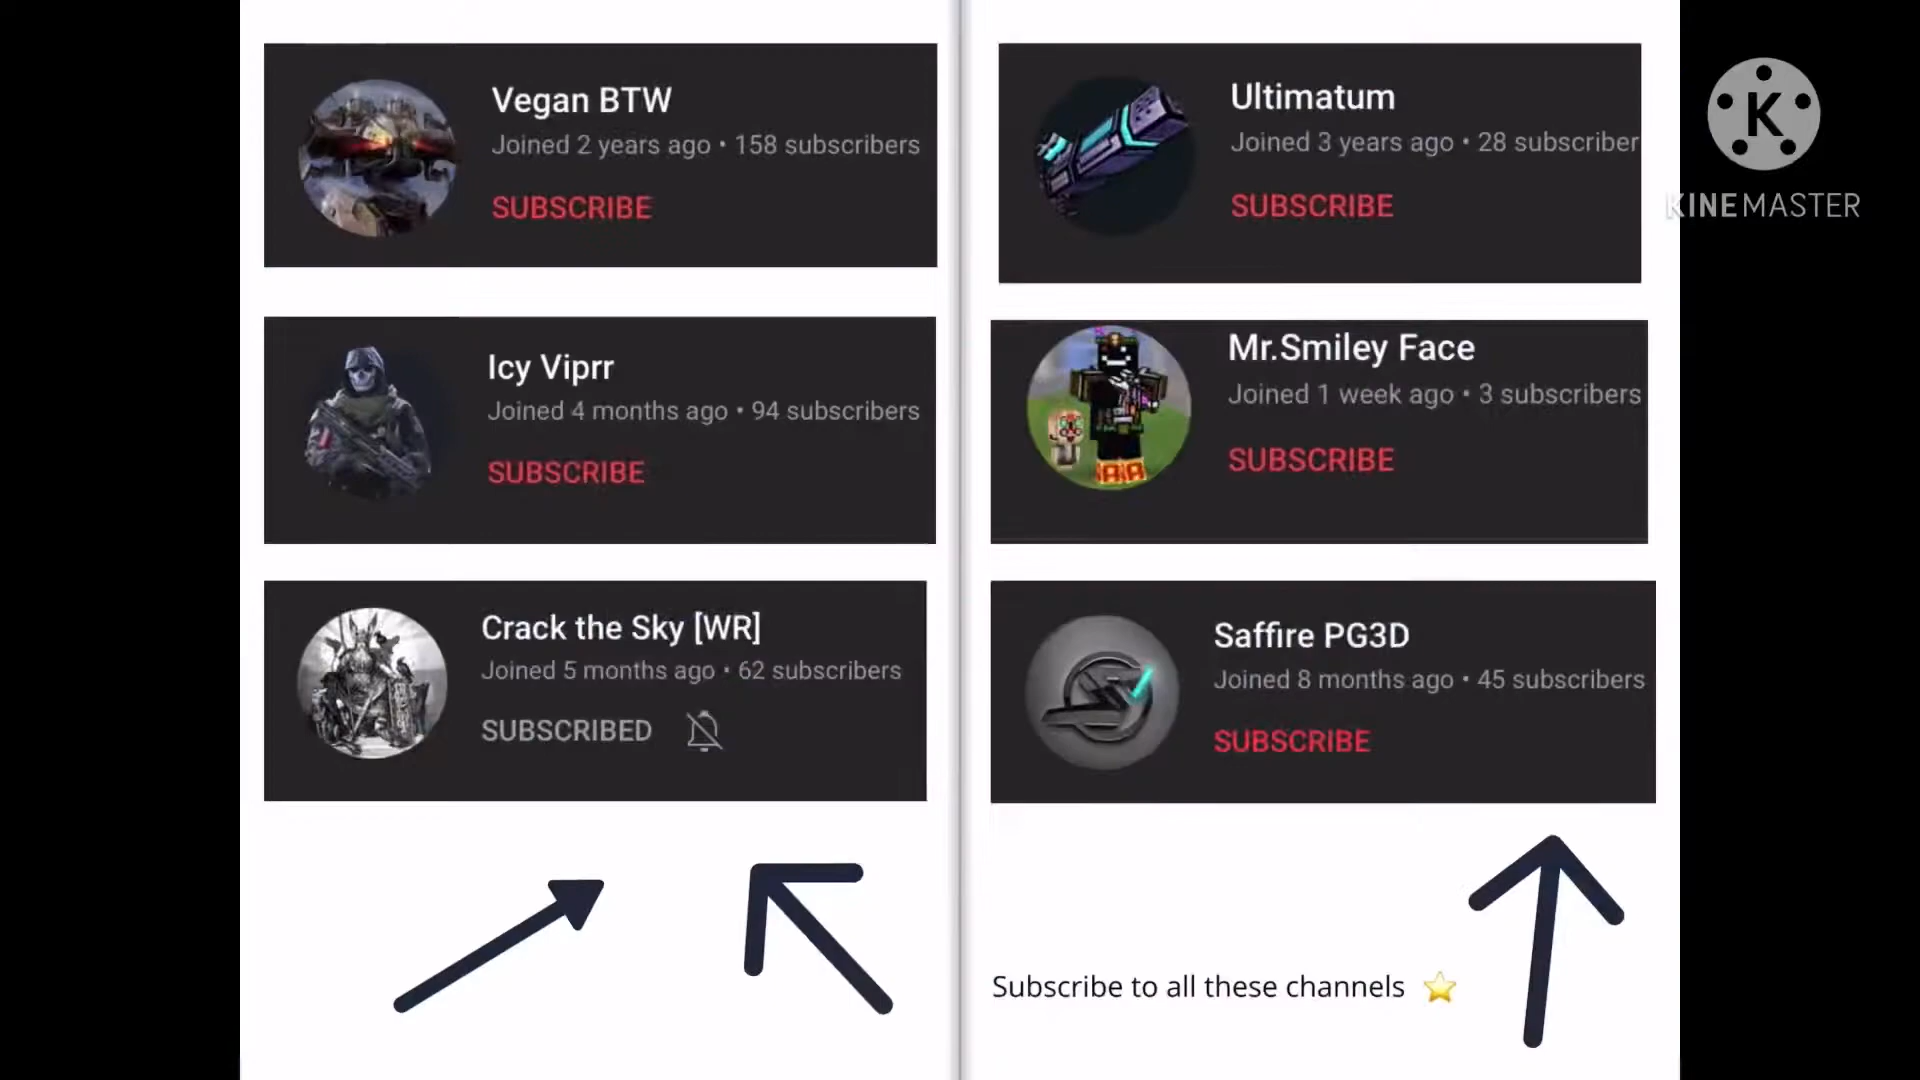 Vegan BTW
Joined 2 years ago • 158 subscribers
SUBSCRIBE
Icy Viprr
Joined 4 months ago • 94 subscribers
SUBSCRIBE
Crack the Sky [WR]
Joined 5 months ago • 62 subscribers
SUBSCRIBED
Ultimatum
Joined 3 years ago • 28 subscriber
SUBSCRIBE
Mr.Smiley Face
Joined 1 week ago • 3 subscribers
SUBSCRIBE
Saffire PG3D
Joined 8 months ago • 45 subscribers
SUBSCRIBE
Subscribe to all these channels ⭐
K
KINEMASTER